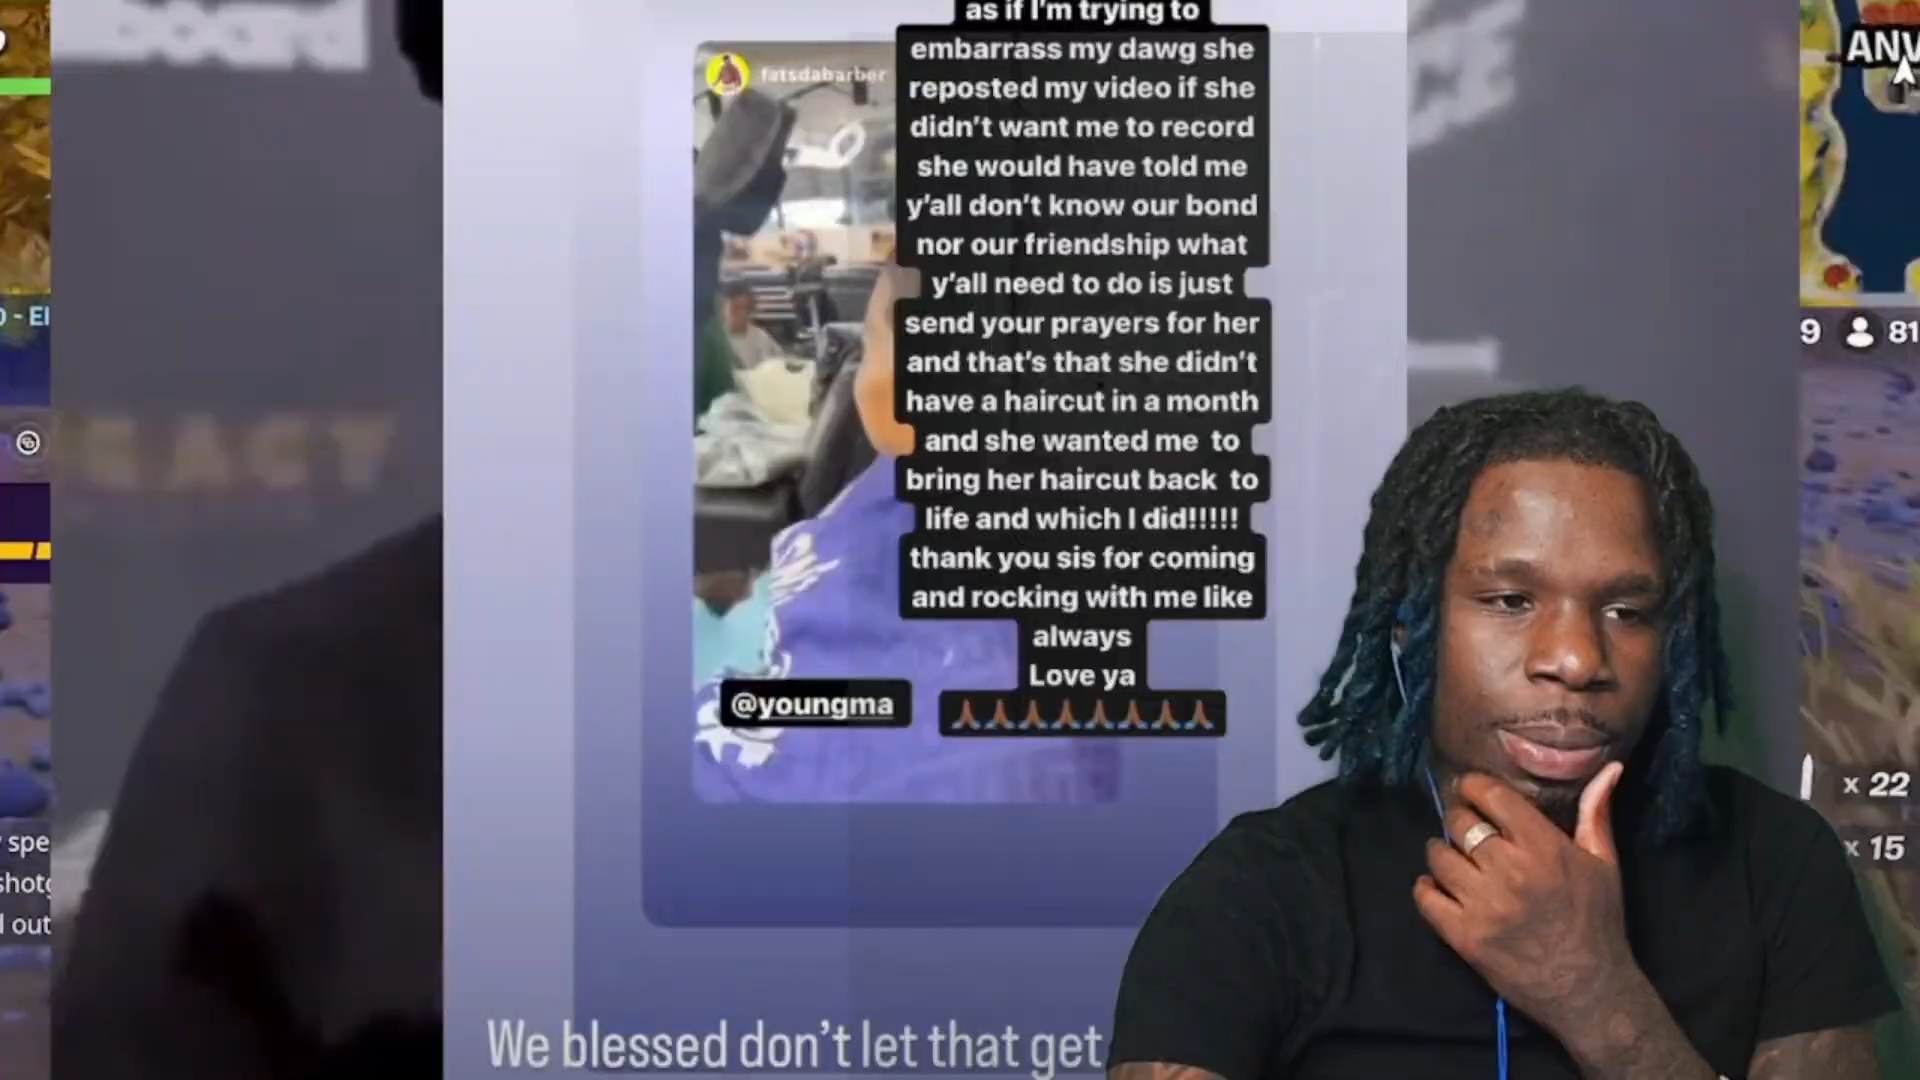 as if I'm trying to
embarrass my dawg she
reposted my video if she
didn't want me to record
she would have told me
y'all don't know our bond
nor our friendship what
y'all need to do is just
send your prayers for her
and that's that she didn't
have a haircut in a month
and she wanted me to
bring her haircut back to
life and which I did!!!!!
thank you sis for coming
and rocking with me like
always
Love ya
🙏🏾🙏🏾🙏🏾🙏🏾🙏🏾🙏🏾🙏🏾🙏🏾
fatsdabarber
@youngma
We blessed don't let that get
board
ANV
9
81
x 22
x 15
spe
shotg
out